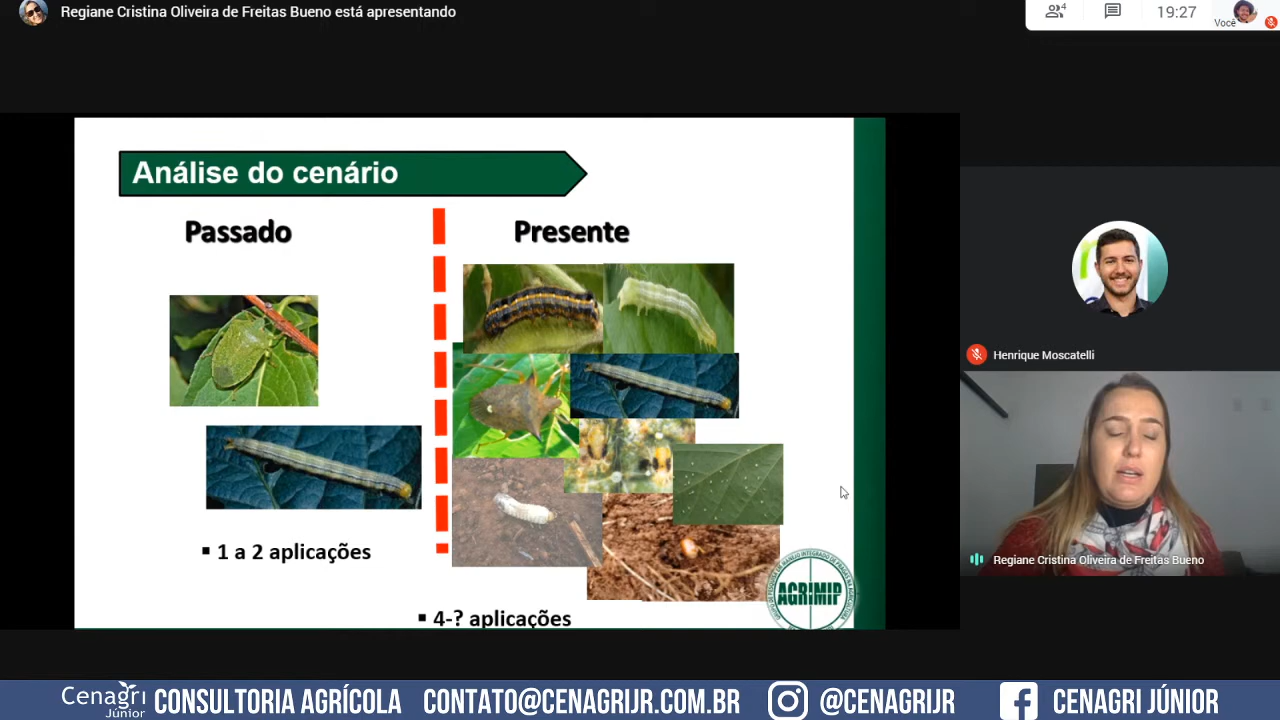 Regiane Cristina Oliveira de Freitas Bueno está apresentando
4
19:27
Você
Análise do cenário
Passado
Presente
▪ 1 a 2 aplicações
▪ 4-? aplicações
AGRIMIP
Henrique Moscatelli
Regiane Cristina Oliveira de Freitas Bueno
Cenagri
Júnior
CONSULTORIA AGRÍCOLA
CONTATO@CENAGRIJR.COM.BR
@CENAGRIJR
CENAGRI JÚNIOR